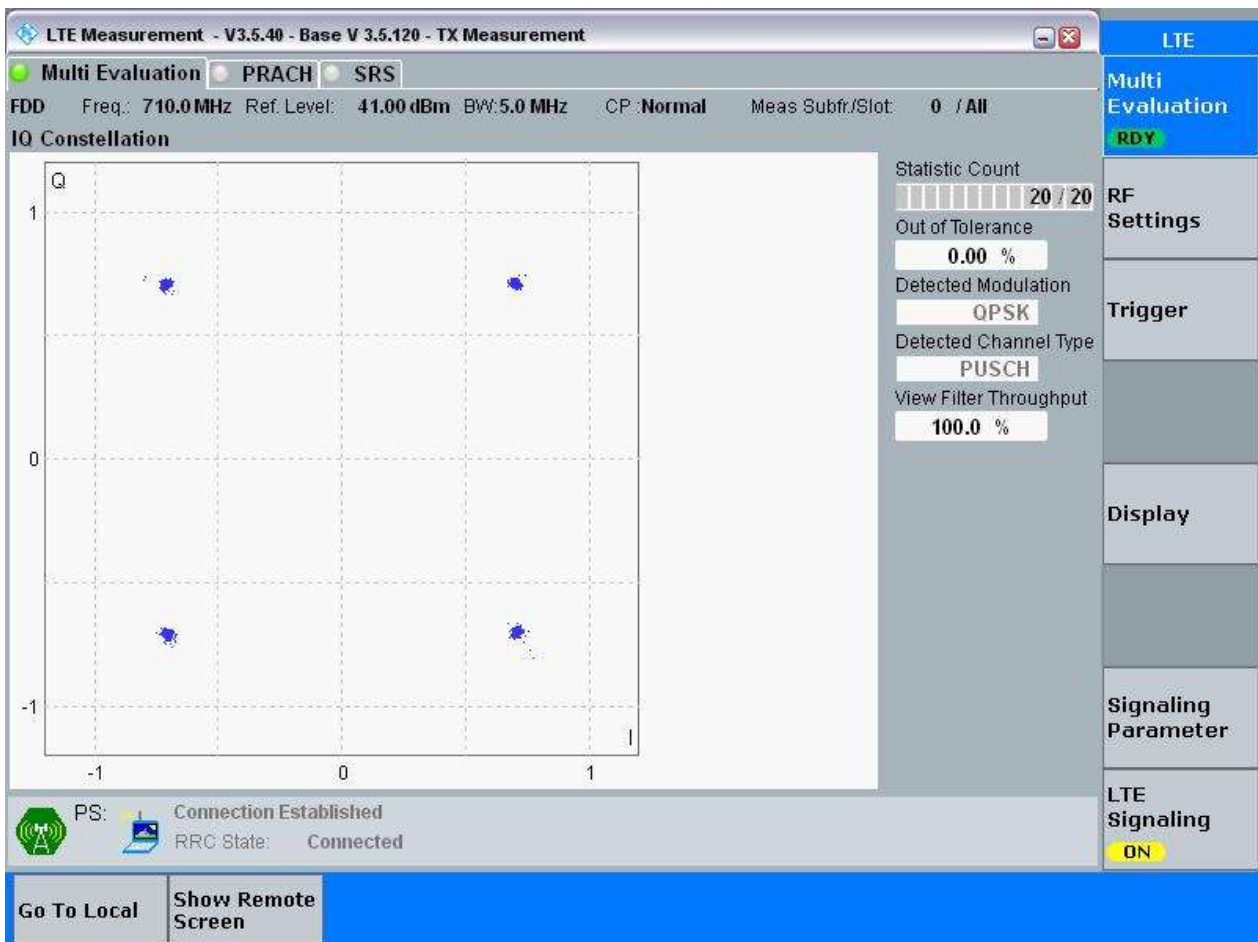 LTE Measurement - V3.5.40 - Base V 3.5.120 - TX Measurement
Multi Evaluation PRACH SRS
FDD Freq.: 710.0 MHz Ref. Level: 41.00 dBm BW: 5.0 MHz CP : Normal Meas Subfr./Slot: 0 / All
IQ Constellation
Q
1
0
-1
I
-1 0 1
Statistic Count
20 / 20
Out of Tolerance
0.00 %
Detected Modulation
QPSK
Detected Channel Type
PUSCH
View Filter Throughput
100.0 %
PS: Connection Established
RRC State: Connected
LTE
Multi
Evaluation
RDY
RF
Settings
Trigger
Display
Signaling
Parameter
LTE
Signaling
ON
Go To Local
Show Remote
Screen